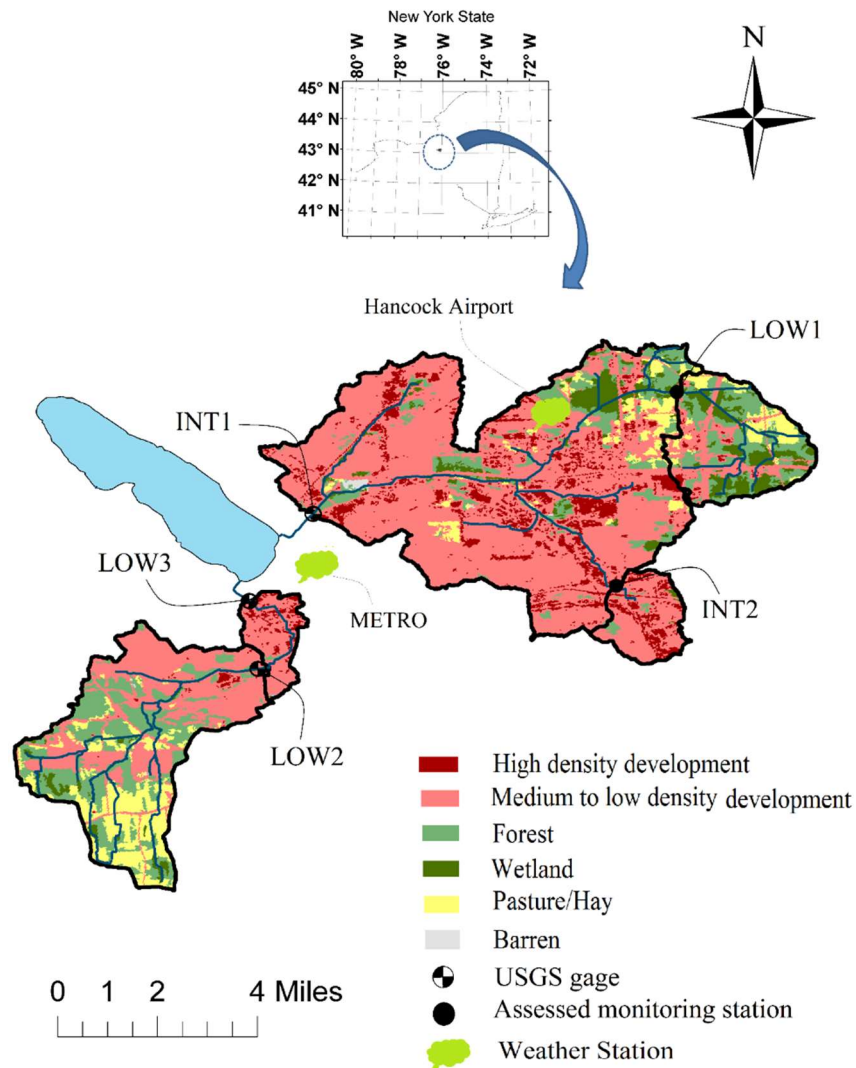 New York State
80° W
78° W
76° W
74° W
72° W
45° N
44° N
43° N
42° N
41° N
N
Hancock Airport
LOW1
INT1
LOW3
METRO
INT2
LOW2
High density development
Medium to low density development
Forest
Wetland
Pasture/Hay
Barren
USGS gage
Assessed monitoring station
Weather Station
0 1 2 4 Miles